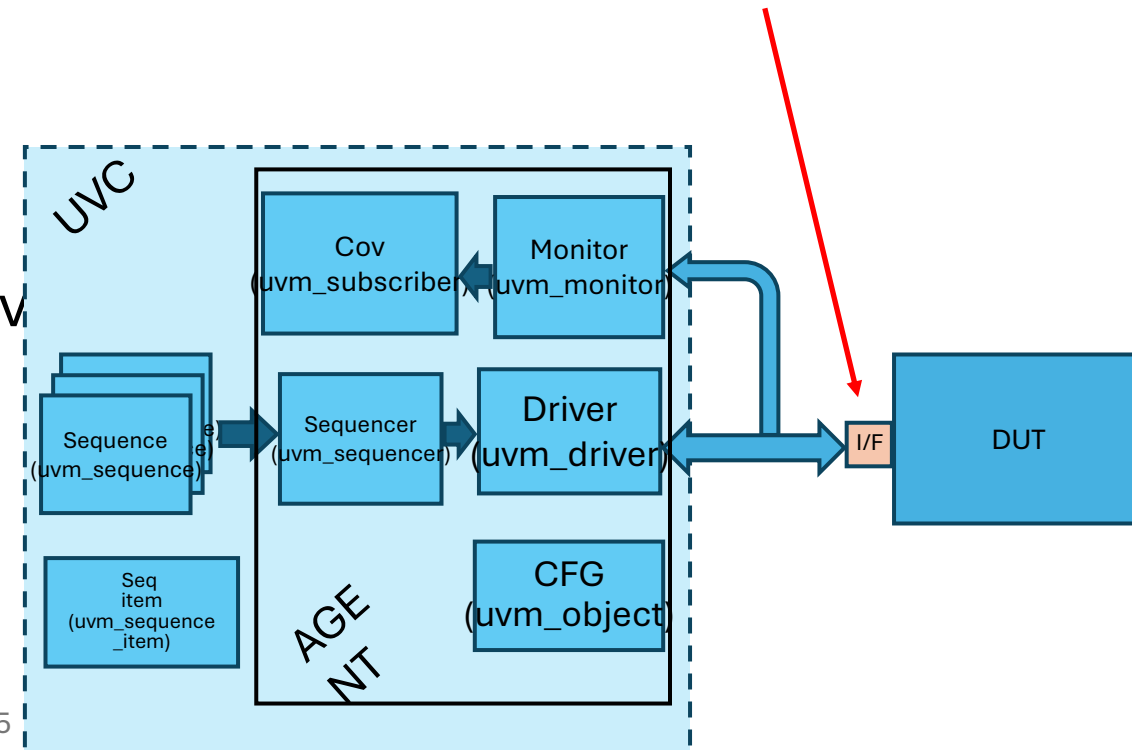 UVC
Cov
(uvm_subscriber)
Monitor
(uvm_monitor)
v
Sequence
(uvm_sequence)
e)
e)
Sequencer
(uvm_sequencer)
Driver
(uvm_driver)
I/F
DUT
Seq
item
(uvm_sequence
_item)
CFG
(uvm_object)
AGE
NT
5